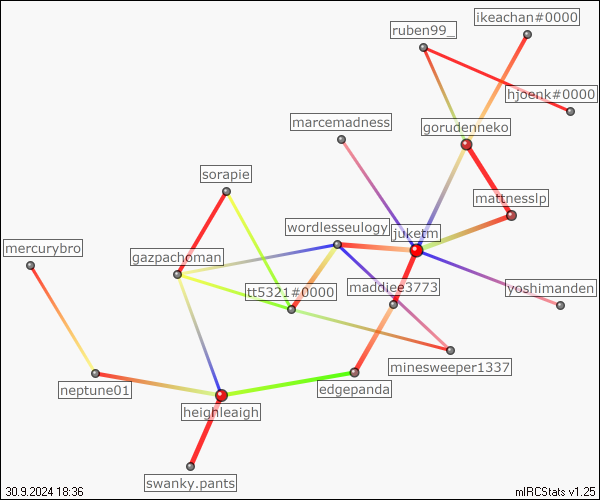 ikeachan#0000
ruben99_
hjoenk#0000
marcemadness
gorudenneko
sorapie
mattnesslp
wordlesseulogy
juketm
mercurybro
gazpachoman
tt5321#0000
maddiee3773
yoshimanden
minesweeper1337
neptune01
edgepanda
heighleaigh
swanky.pants
30.9.2024 18:36
mIRCStats v1.25